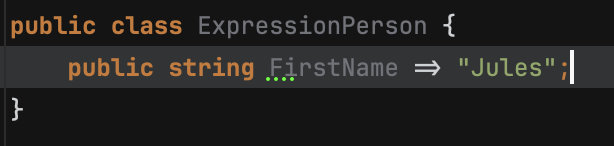 public class ExpressionPerson {
public string FirstName => "Jules";
}